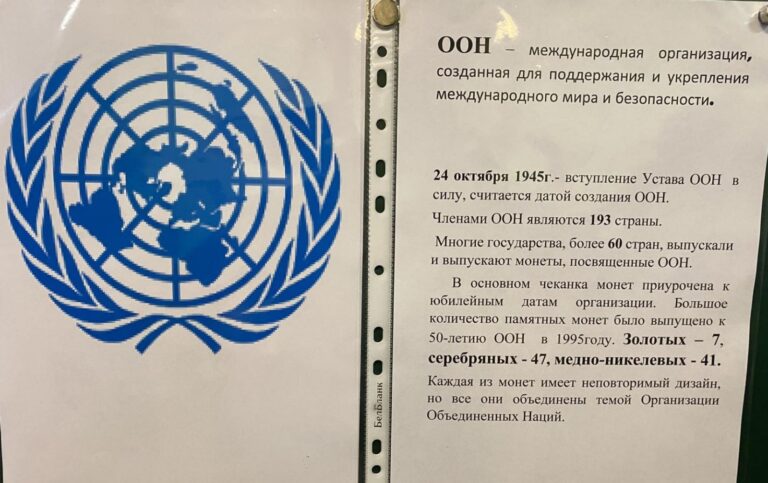 ООН – международная организация,
созданная для поддержания и укрепления
международного мира и безопасности.
24 октября 1945г.- вступление Устава ООН в
силу, считается датой создания ООН.
Членами ООН являются 193 страны.
Многие государства, более 60 стран, выпускали
и выпускают монеты, посвященные ООН.
В основном чеканка монет приурочена к
юбилейным датам организации. Большое
количество памятных монет было выпущено к
50-летию ООН в 1995году. Золотых – 7,
серебряных - 47, медно-никелевых - 41.
Каждая из монет имеет неповторимый дизайн,
но все они объединены темой Организации
Объединенных Наций.
БелБланк